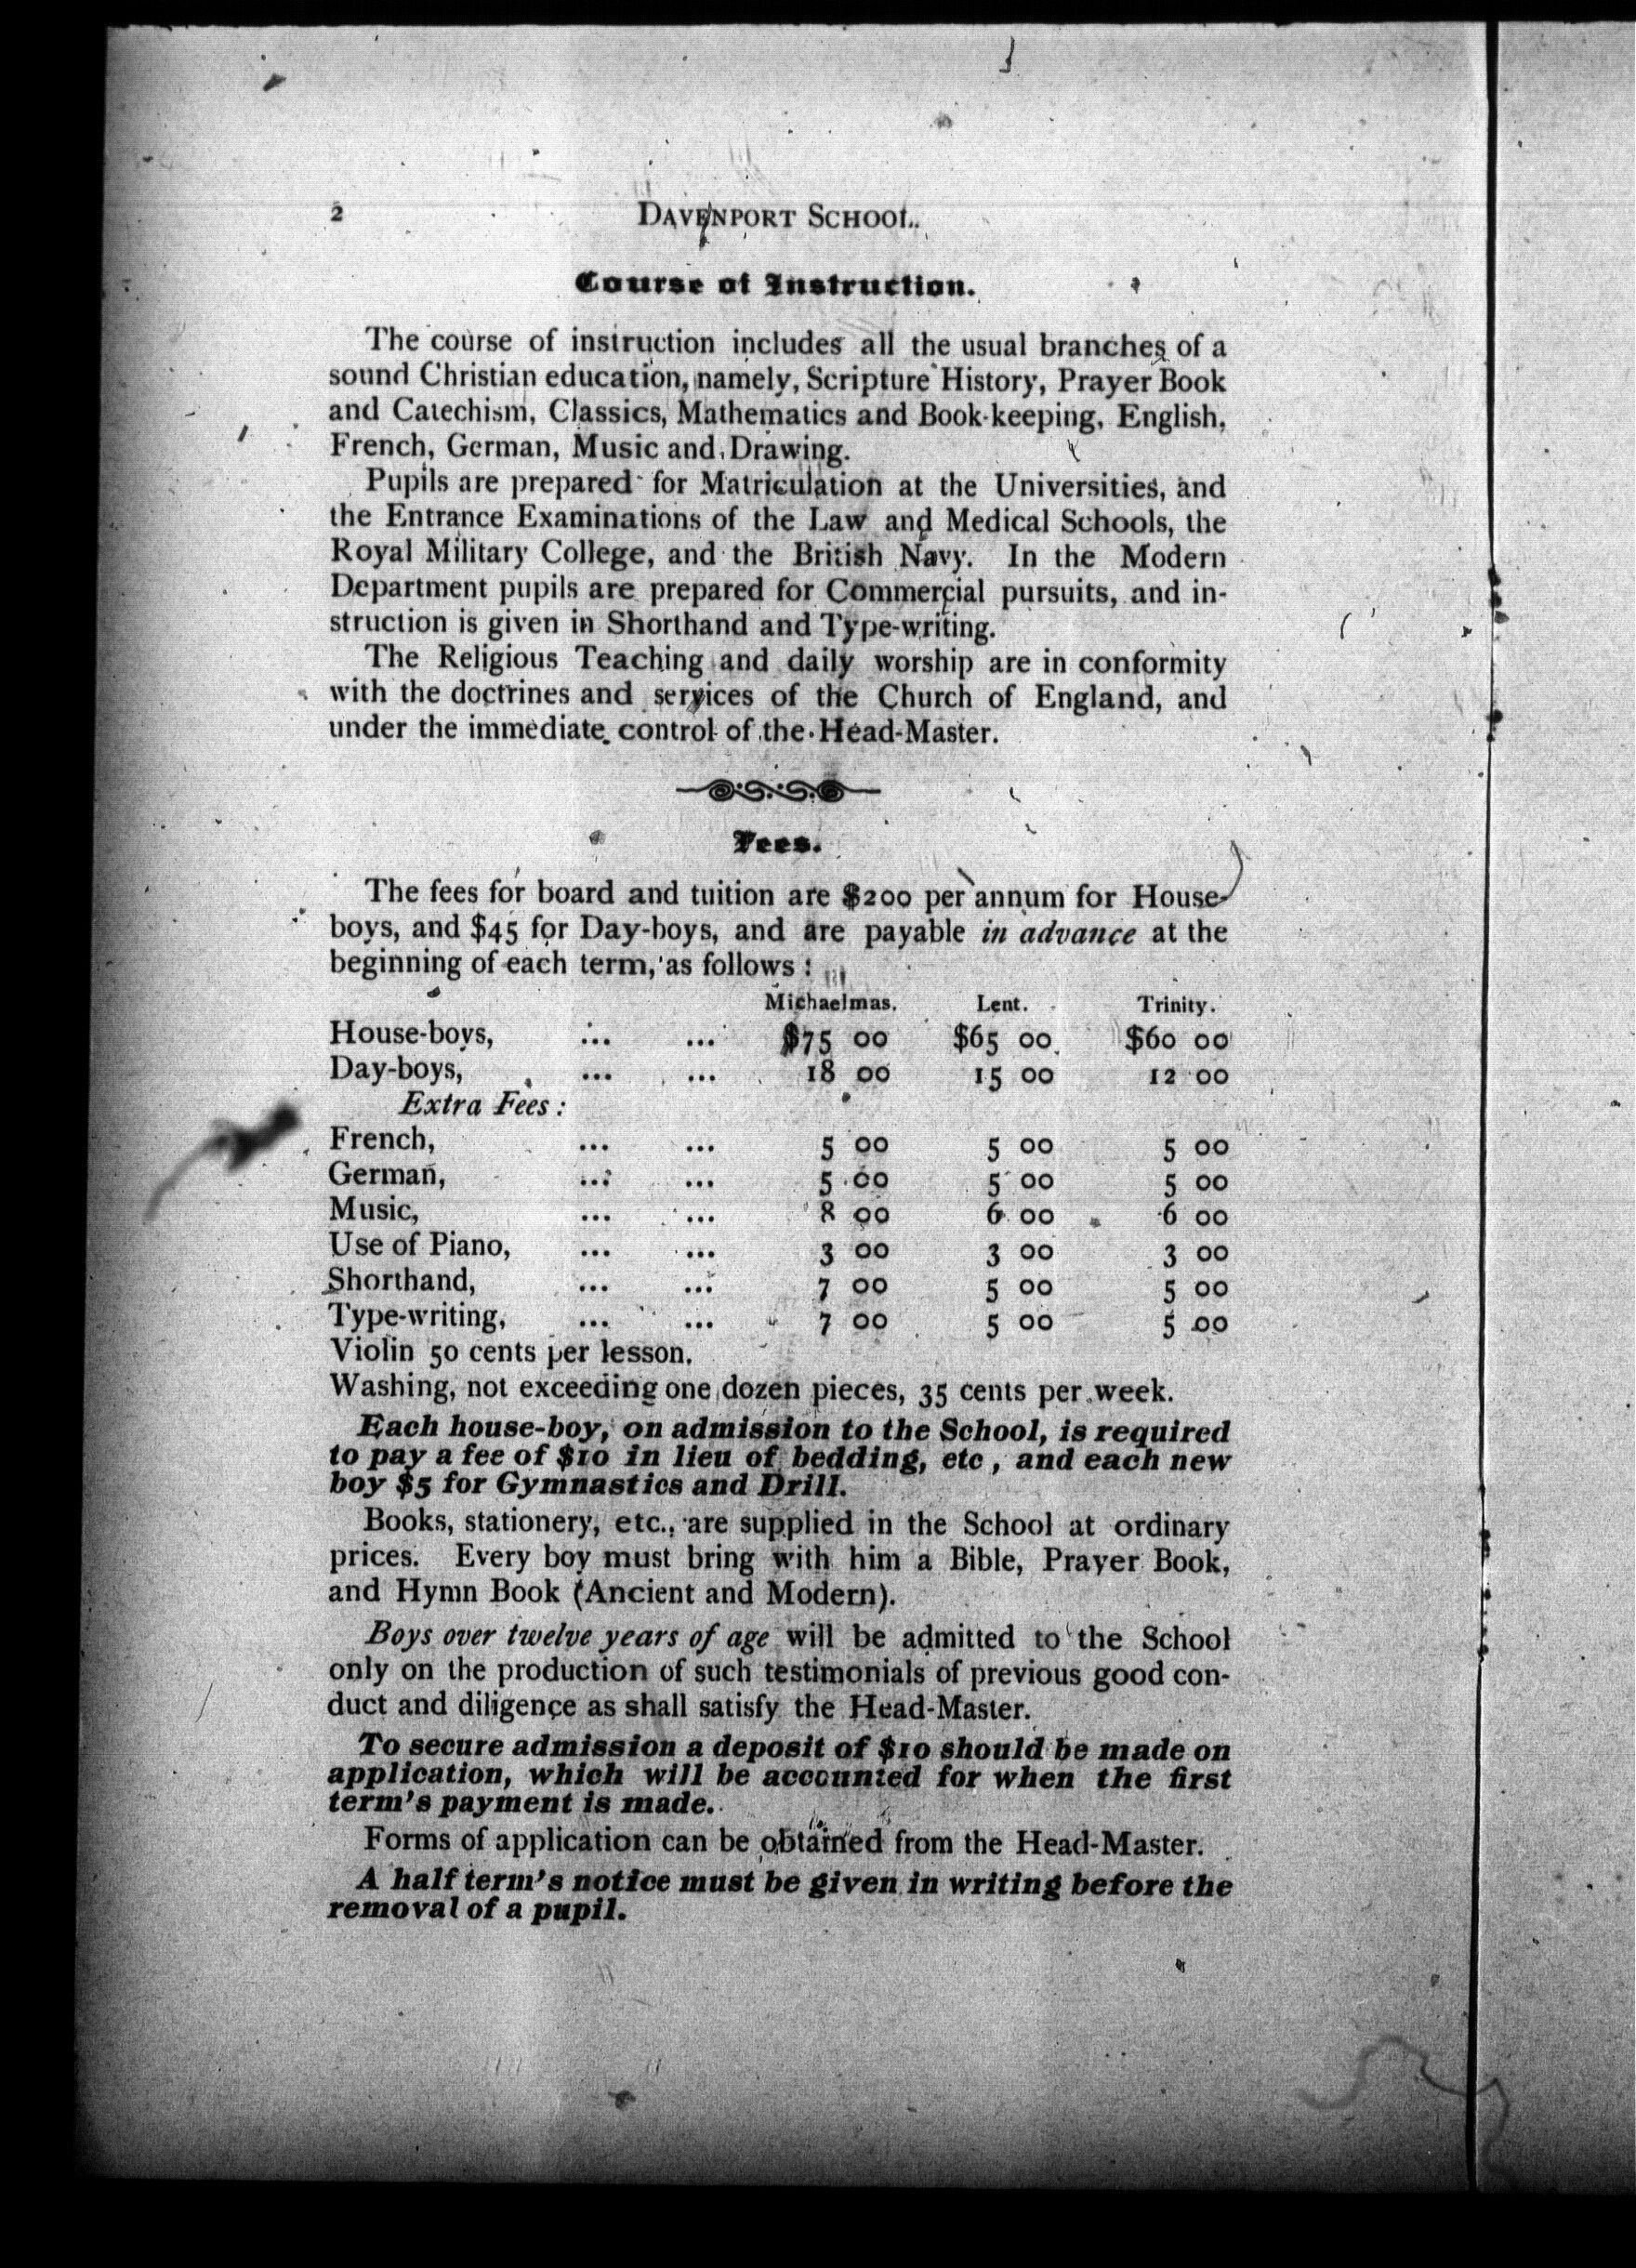 2
DAVENPORT SCHOOL.
Course of Instruction.
The course of instruction includes all the usual branches of a
sound Christian education, namely, Scripture History, Prayer Book
and Catechism, Classics, Mathematics and Book-keeping, English,
French, German, Music and Drawing.
Pupils are prepared for Matriculation at the Universities, and
the Entrance Examinations of the Law and Medical Schools, the
Royal Military College, and the British Navy. In the Modern
Department pupils are prepared for Commercial pursuits, and in-
struction is given in Shorthand and Type-writing.
The Religious Teaching and daily worship are in conformity
with the doctrines and services of the Church of England, and
under the immediate control of the Head-Master.
Fees.
The fees for board and tuition are $200 per annum for House-
boys, and $45 for Day-boys, and are payable in advance at the
beginning of each term, as follows :
Michaelmas. Lent. Trinity.
House-boys, ... ... $75 00 $65 00 $60 00
Day-boys, ... ... 18 00 15 00 12 00
Extra Fees :
French, ... ... 5 00 5 00 5 00
German, ... ... 5 00 5 00 5 00
Music, ... ... 8 00 6 00 6 00
Use of Piano, ... ... 3 00 3 00 3 00
Shorthand, ... ... 7 00 5 00 5 00
Type-writing, ... ... 7 00 5 00 5 00
Violin 50 cents per lesson.
Washing, not exceeding one dozen pieces, 35 cents per week.
Each house-boy, on admission to the School, is required
to pay a fee of $10 in lieu of bedding, etc , and each new
boy $5 for Gymnastics and Drill.
Books, stationery, etc., are supplied in the School at ordinary
prices. Every boy must bring with him a Bible, Prayer Book,
and Hymn Book (Ancient and Modern).
Boys over twelve years of age will be admitted to the School
only on the production of such testimonials of previous good con-
duct and diligence as shall satisfy the Head-Master.
To secure admission a deposit of $10 should be made on
application, which will be accounted for when the first
term's payment is made.
Forms of application can be obtained from the Head-Master.
A half term's notice must be given in writing before the
removal of a pupil.